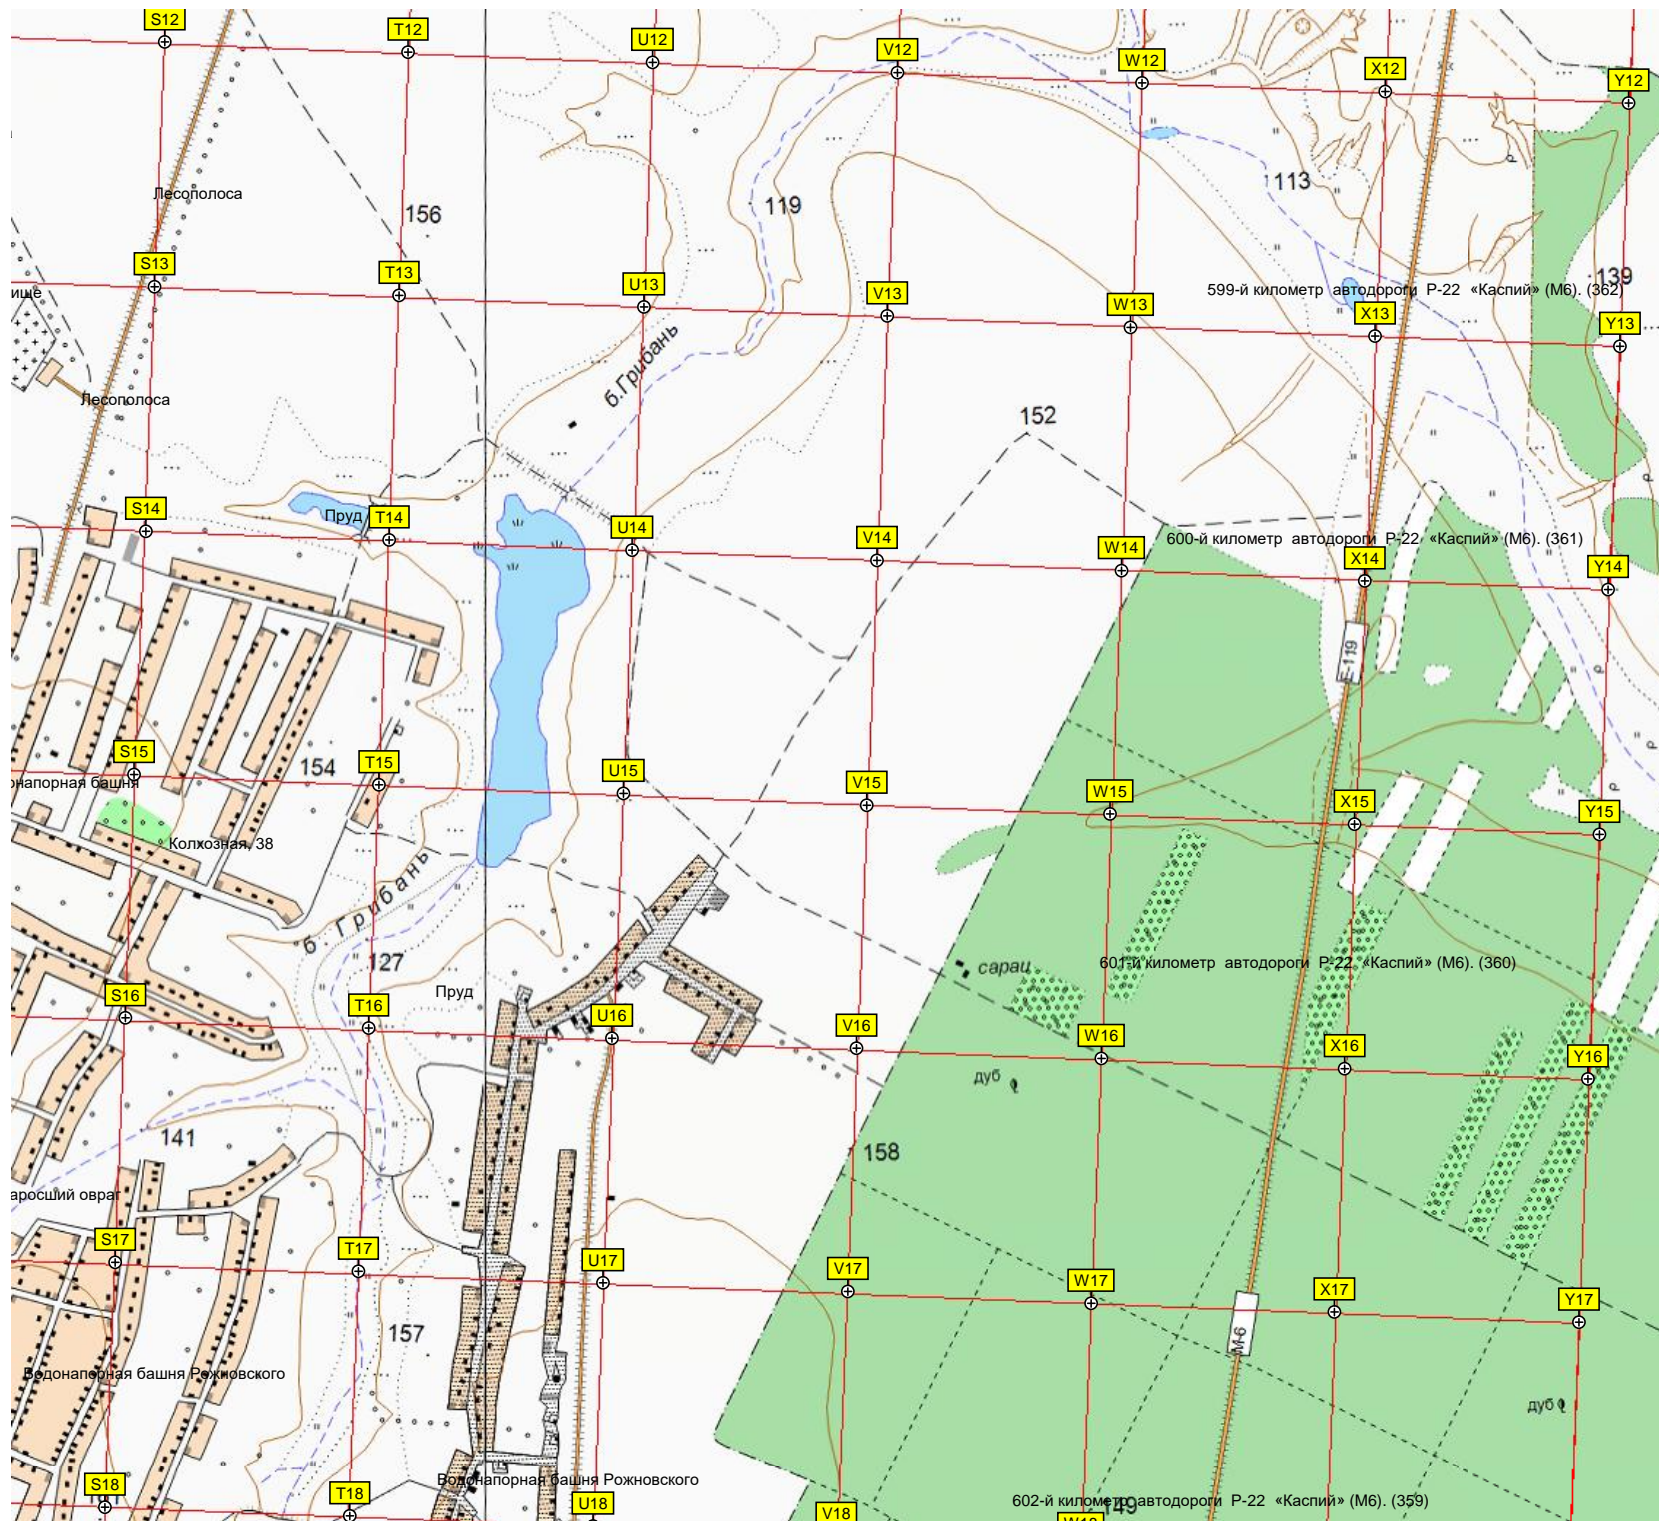 S12
T12
U12
V12
W12
X12
Y12
Лесополоса
156
119
113
S13
T13
U13
V13
W13
X13
Y13
ище
139
599-й километр автодороги Р-22 «Каспий» (М6). (362)
б.Грибань
Лесополоса
152
S14
Пруд
T14
U14
V14
W14
X14
Y14
600-й километр автодороги Р-22 «Каспий» (М6). (361)
E-119
S15
T15
U15
V15
W15
X15
Y15
154
онапорная башня
Колхозная, 38
б. Грибань
127
Пруд
сараи
601-й километр автодороги Р-22 «Каспий» (М6). (360)
S16
T16
U16
V16
W16
X16
Y16
дуб
141
158
аросший овраг
S17
T17
U17
V17
W17
X17
Y17
157
М-6
Водонапорная башня Рожновского
дуб
S18
T18
U18
V18
W18
Водонапорная башня Рожновского
602-й километр автодороги Р-22 «Каспий» (М6). (359)
149